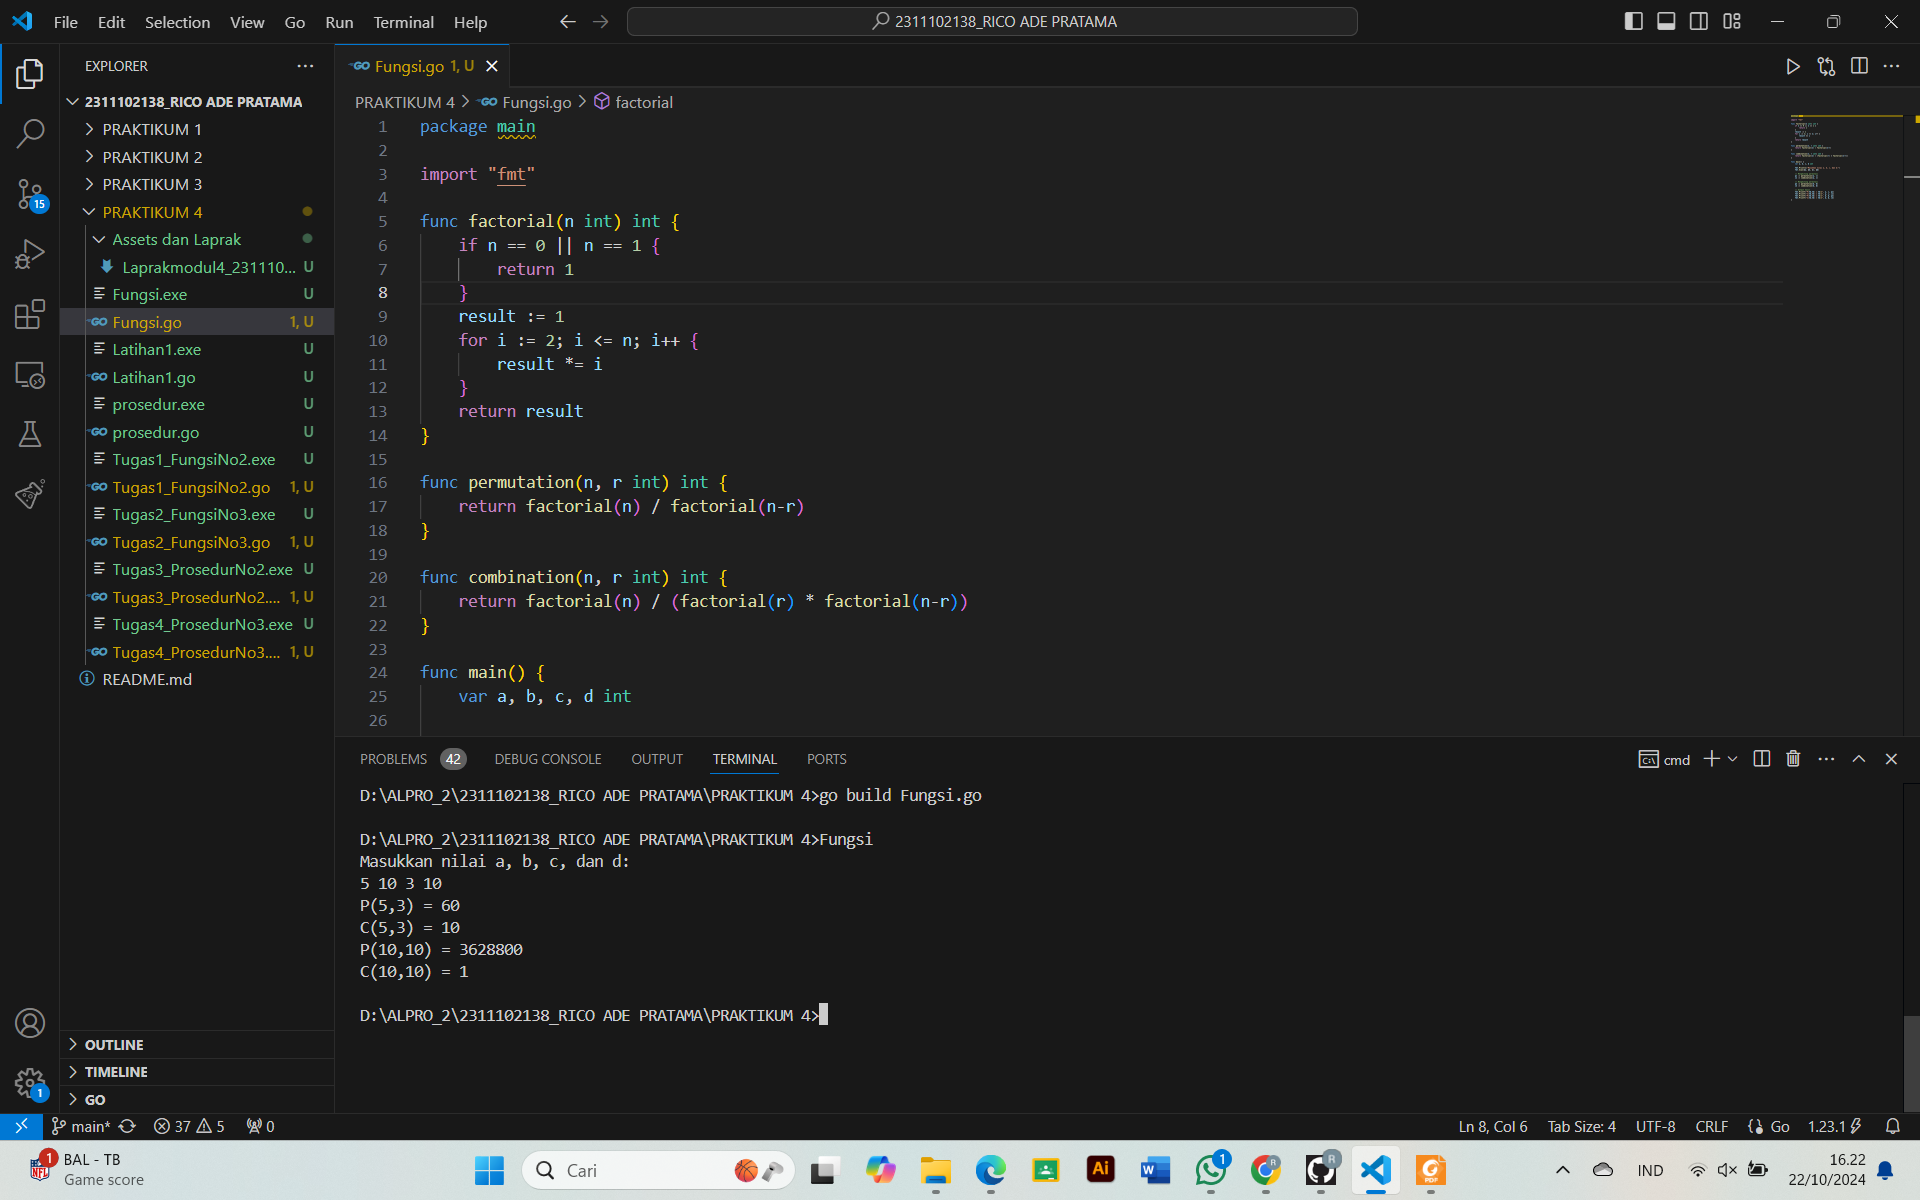 File Edit Selection View Go Run Terminal Help
2311102138_RICO ADE PRATAMA
EXPLORER
2311102138_RICO ADE PRATAMA
PRAKTIKUM 1
PRAKTIKUM 2
PRAKTIKUM 3
PRAKTIKUM 4
Assets dan Laprak
Laprakmodul4_231110... U
Fungsi.exe U
Fungsi.go 1, U
Latihan1.exe U
Latihan1.go U
prosedur.exe U
prosedur.go U
Tugas1_FungsiNo2.exe U
Tugas1_FungsiNo2.go 1, U
Tugas2_FungsiNo3.exe U
Tugas2_FungsiNo3.go 1, U
Tugas3_ProsedurNo2.exe U
Tugas3_ProsedurNo2.... 1, U
Tugas4_ProsedurNo3.exe U
Tugas4_ProsedurNo3.... 1, U
README.md
15
1
OUTLINE
TIMELINE
GO
GO Fungsi.go 1, U
PRAKTIKUM 4 > GO Fungsi.go > factorial
1 package main
2
3 import "fmt"
4
5 func factorial(n int) int {
6 if n == 0 || n == 1 {
7 return 1
8 }
9 result := 1
10 for i := 2; i <= n; i++ {
11 result *= i
12 }
13 return result
14 }
15
16 func permutation(n, r int) int {
17 return factorial(n) / factorial(n-r)
18 }
19
20 func combination(n, r int) int {
21 return factorial(n) / (factorial(r) * factorial(n-r))
22 }
23
24 func main() {
25 var a, b, c, d int
26
PROBLEMS 42 DEBUG CONSOLE OUTPUT TERMINAL PORTS
cmd
D:\ALPRO_2\2311102138_RICO ADE PRATAMA\PRAKTIKUM 4>go build Fungsi.go
D:\ALPRO_2\2311102138_RICO ADE PRATAMA\PRAKTIKUM 4>Fungsi
Masukkan nilai a, b, c, dan d:
5 10 3 10
P(5,3) = 60
C(5,3) = 10
P(10,10) = 3628800
C(10,10) = 1
D:\ALPRO_2\2311102138_RICO ADE PRATAMA\PRAKTIKUM 4>
main* 37 5 0
Ln 8, Col 6 Tab Size: 4 UTF-8 CRLF {} Go 1.23.1
1
BAL - TB
Game score
Cari
Ai
W
1
R
R
PDF
IND
16.22
22/10/2024